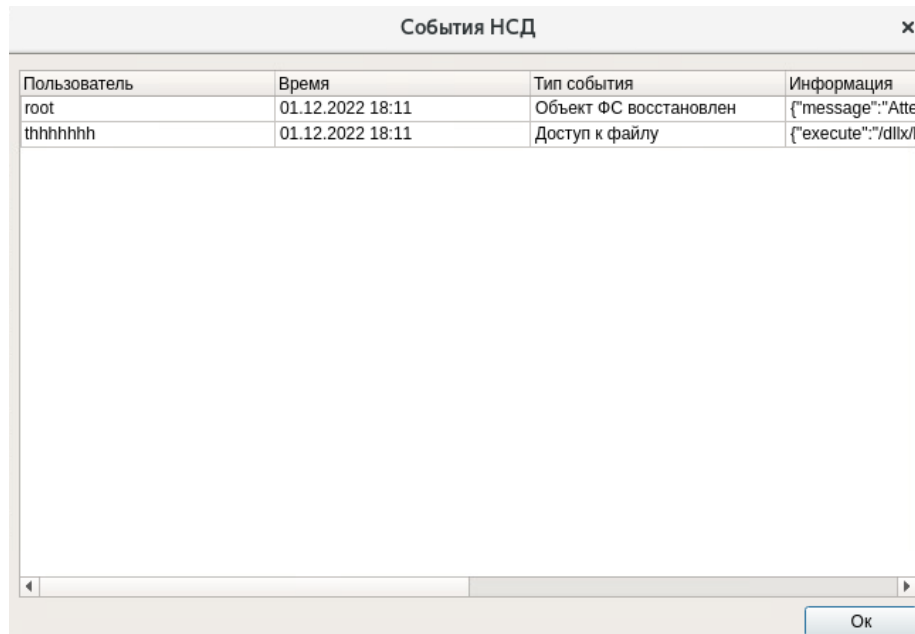 События НСД
Пользователь Время Тип события Информация
root 01.12.2022 18:11 Объект ФС восстановлен {"message":"Atte
thhhhhhh 01.12.2022 18:11 Доступ к файлу {"execute":"/dllx/
Ок